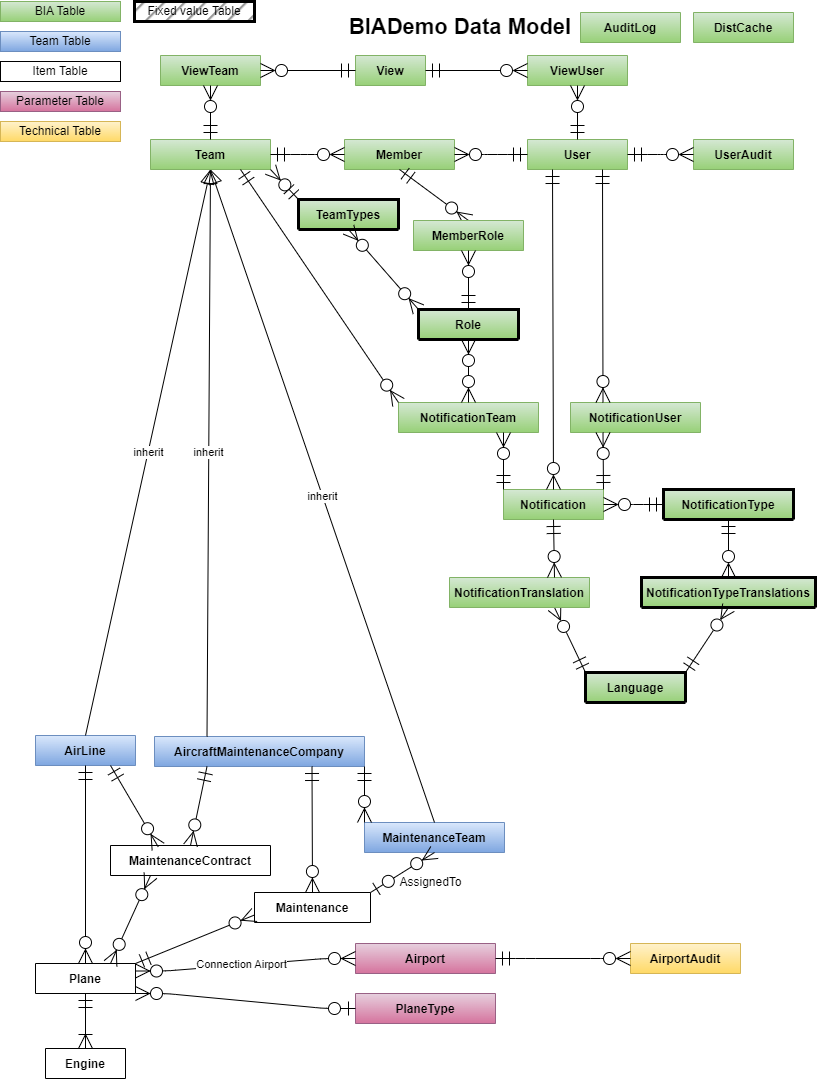 BIA Table
Fixed value Table
BIADemo Data Model
AuditLog
DistCache
Team Table
Item Table
Parameter Table
Technical Table
ViewTeam
View
ViewUser
Team
Member
User
UserAudit
TeamTypes
MemberRole
Role
NotificationTeam
NotificationUser
inherit
inherit
inherit
Notification
NotificationType
NotificationTranslation
NotificationTypeTranslations
Language
AirLine
AircraftMaintenanceCompany
MaintenanceTeam
MaintenanceContract
AssignedTo
Maintenance
Connection Airport
Airport
AirportAudit
Plane
PlaneType
Engine